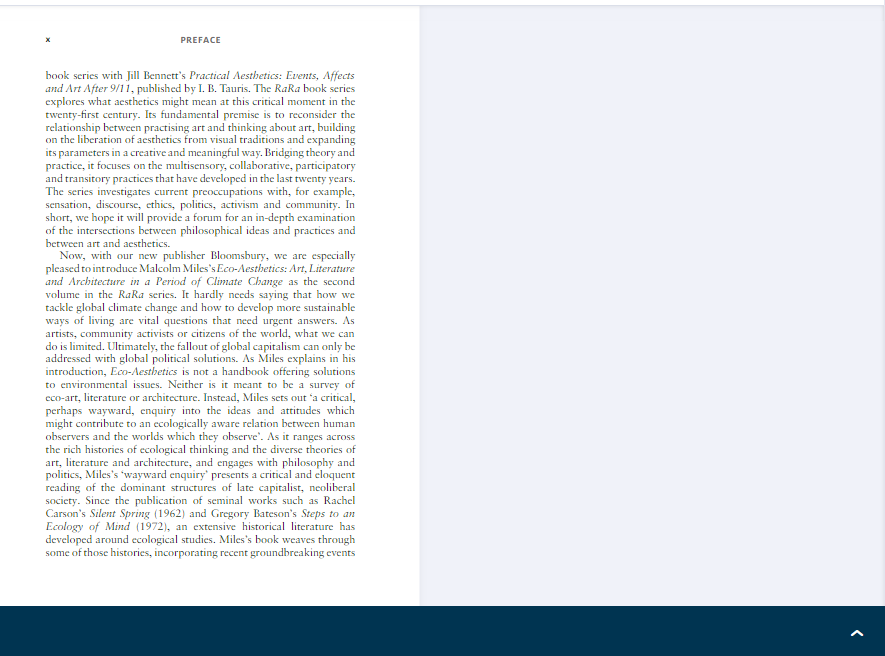 x PREFACE
book series with Jill Bennett's Practical Aesthetics: Events, Affects
and Art After 9/11, published by I. B. Tauris. The RaRa book series
explores what aesthetics might mean at this critical moment in the
twenty-first century. Its fundamental premise is to reconsider the
relationship between practising art and thinking about art, building
on the liberation of aesthetics from visual traditions and expanding
its parameters in a creative and meaningful way. Bridging theory and
practice, it focuses on the multisensory, collaborative, participatory
and transitory practices that have developed in the last twenty years.
The series investigates current preoccupations with, for example,
sensation, discourse, ethics, politics, activism and community. In
short, we hope it will provide a forum for an in-depth examination
of the intersections between philosophical ideas and practices and
between art and aesthetics.
Now, with our new publisher Bloomsbury, we are especially
pleased to introduce Malcolm Miles's Eco-Aesthetics: Art, Literature
and Architecture in a Period of Climate Change as the second
volume in the RaRa series. It hardly needs saying that how we
tackle global climate change and how to develop more sustainable
ways of living are vital questions that need urgent answers. As
artists, community activists or citizens of the world, what we can
do is limited. Ultimately, the fallout of global capitalism can only be
addressed with global political solutions. As Miles explains in his
introduction, Eco-Aesthetics is not a handbook offering solutions
to environmental issues. Neither is it meant to be a survey of
eco-art, literature or architecture. Instead, Miles sets out ‘a critical,
perhaps wayward, enquiry into the ideas and attitudes which
might contribute to an ecologically aware relation between human
observers and the worlds which they observe’. As it ranges across
the rich histories of ecological thinking and the diverse theories of
art, literature and architecture, and engages with philosophy and
politics, Miles's ‘wayward enquiry’ presents a critical and eloquent
reading of the dominant structures of late capitalist, neoliberal
society. Since the publication of seminal works such as Rachel
Carson's Silent Spring (1962) and Gregory Bateson's Steps to an
Ecology of Mind (1972), an extensive historical literature has
developed around ecological studies. Miles's book weaves through
some of those histories, incorporating recent groundbreaking events